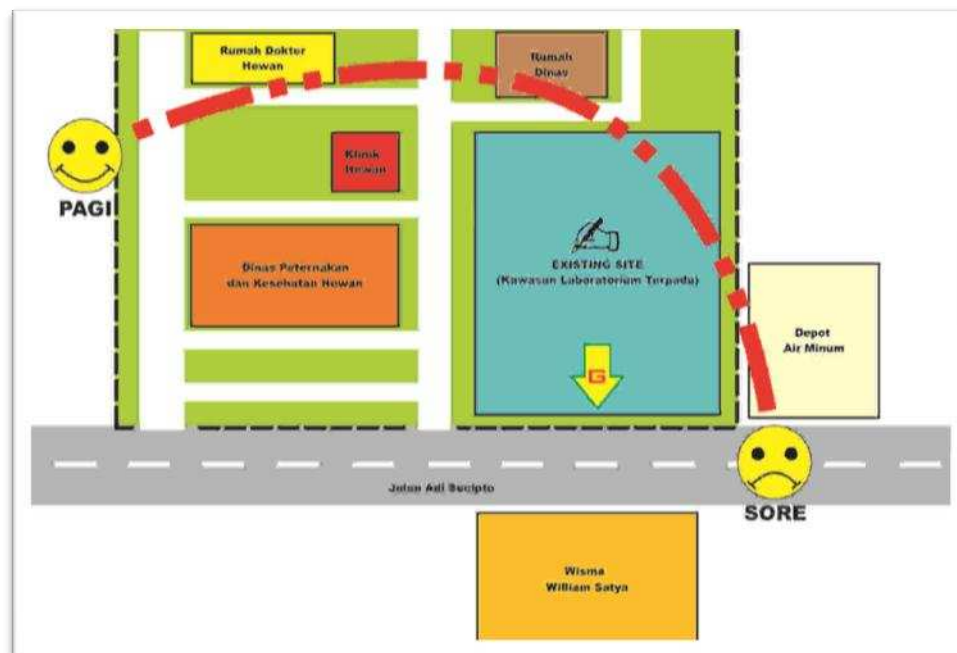 Rumah Dokter
Hewan
Rumah
Dinas
Klinik
Hewan
PAGI
Dinas Peternakan
dan Kesehatan Hewan
EXISTING SITE
(Kawasan Laboratorium Terpadu)
Depot
Air Minum
G
Jalan Adi Sucipto
SORE
Wisma
William Satya